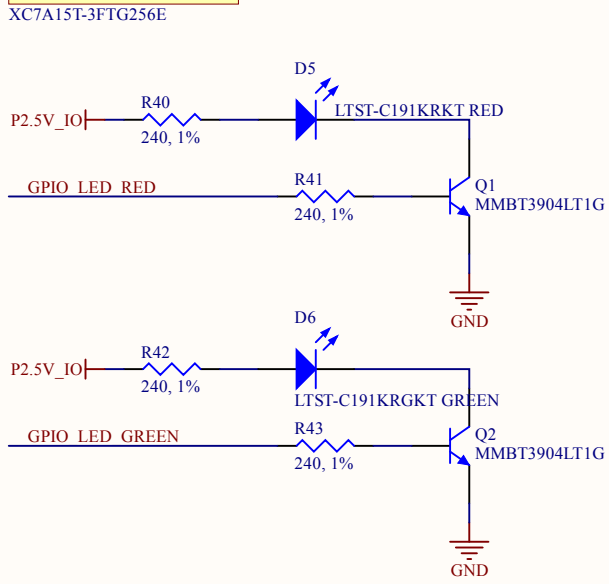 XC7A15T-3FTG256E
D5
R40
LTST-C191KRKT RED
P2.5V_IO
240, 1%
GPIO_LED_RED
R41
Q1
240, 1%
MMBT3904LT1G
GND
D6
R42
P2.5V_IO
240, 1%
LTST-C191KRGKT GREEN
GPIO_LED_GREEN
R43
Q2
240, 1%
MMBT3904LT1G
GND